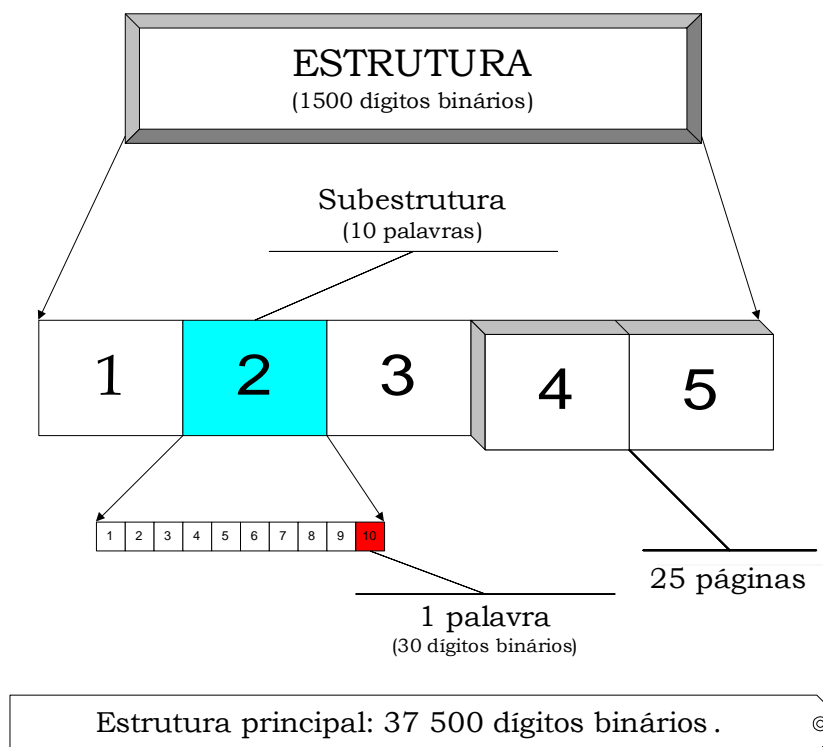 ESTRUTURA
(1500 dígitos binários)
Subestrutura
(10 palavras)
1 2 3 4 5
1 2 3 4 5 6 7 8 9 10
25 páginas
1 palavra
(30 dígitos binários)
Estrutura principal: 37 500 dígitos binários .
©